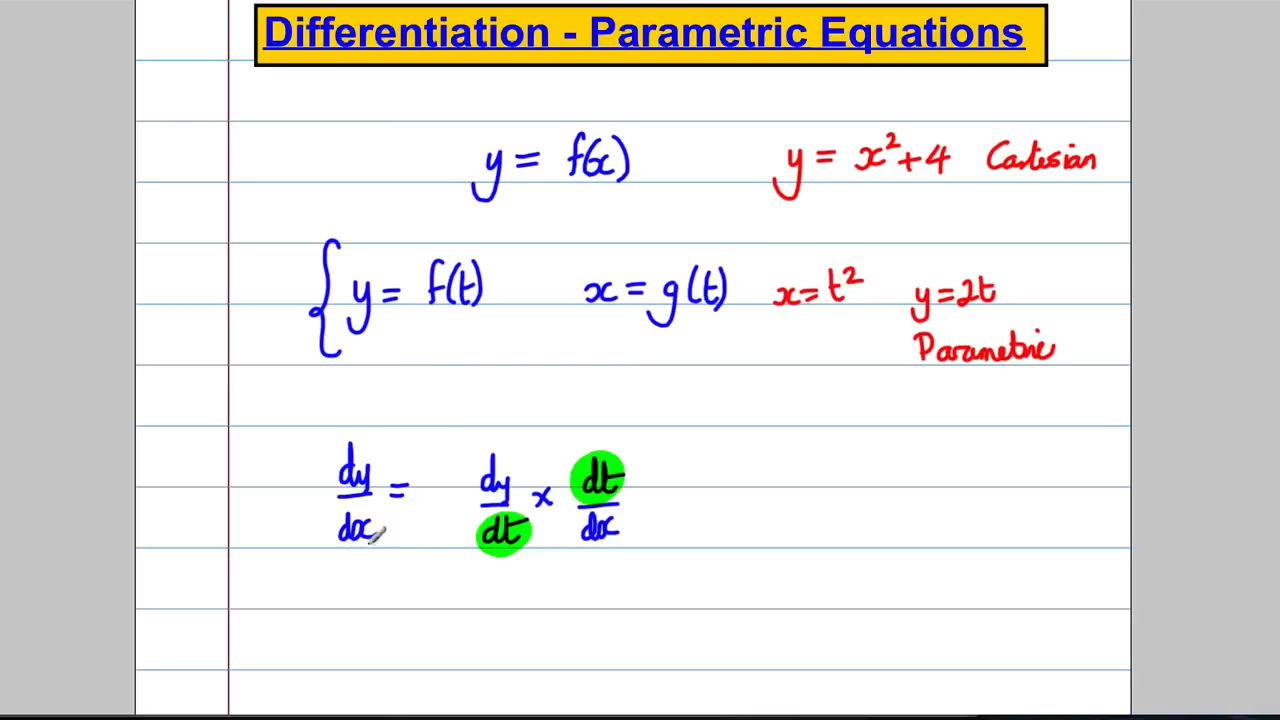 Differentiation - Parametric Equations
y = f(x) y = x²+4 Cartesian
{ y = f(t) x = g(t) x = t² y = 2t
Parametric
dy/dx = dy/dt × dt/dx